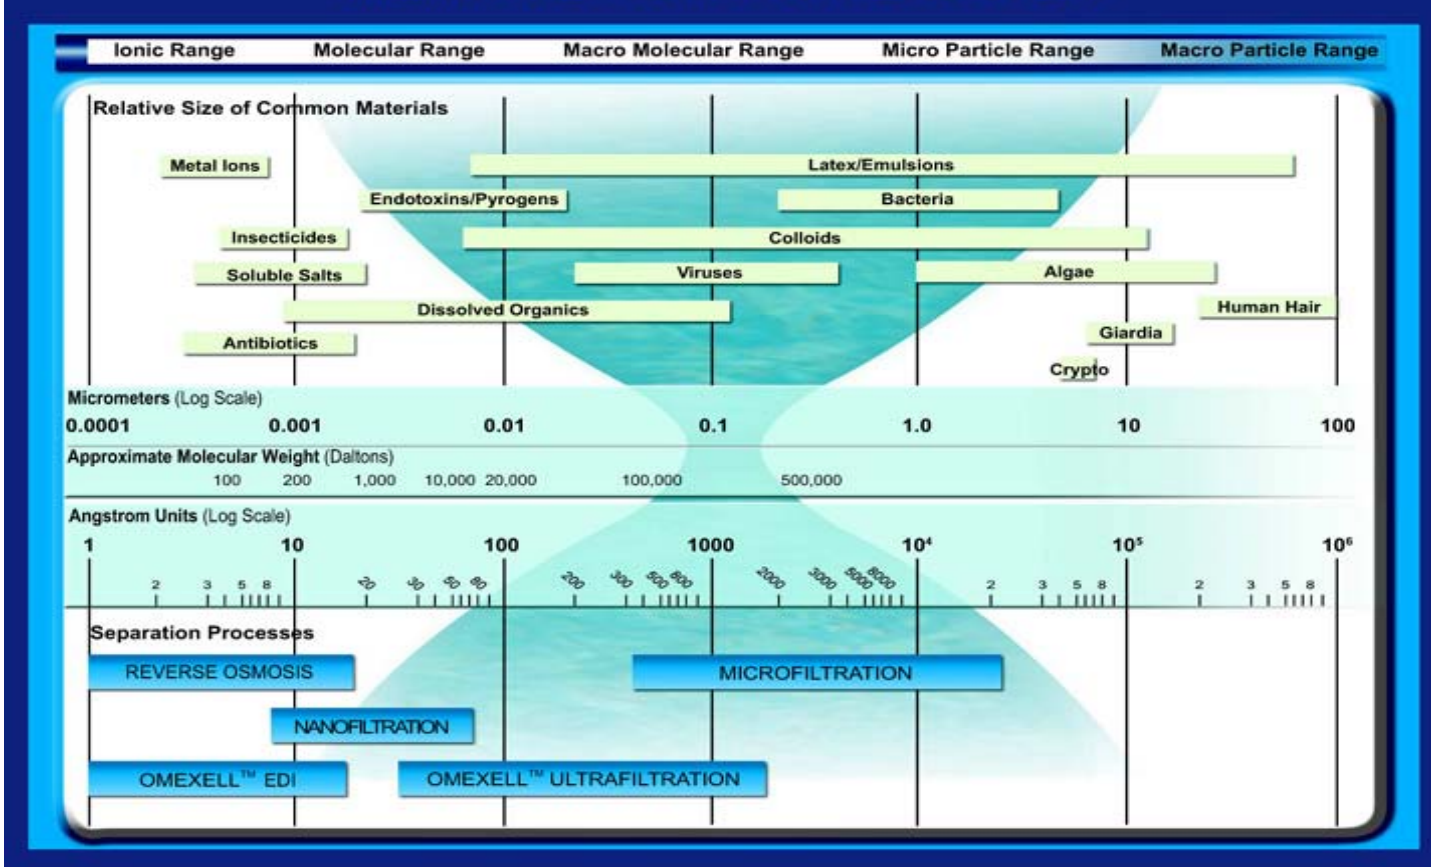 Ionic Range Molecular Range Macro Molecular Range Micro Particle Range Macro Particle Range
Relative Size of Common Materials
Metal Ions Latex/Emulsions
Endotoxins/Pyrogens Bacteria
Insecticides Colloids
Soluble Salts Viruses Algae
Dissolved Organics Human Hair
Antibiotics Giardia
Crypto
Micrometers (Log Scale)
0.0001 0.001 0.01 0.1 1.0 10 100
Approximate Molecular Weight (Daltons)
100 200 1,000 10,000 20,000 100,000 500,000
Angstrom Units (Log Scale)
1 10 100 1000 10⁴ 10⁵ 10⁶
2 3 5 8 20 30 50 80 200 300 500 800 2000 3000 5000 8000 2 3 5 8 2 3 5 8
Separation Processes
REVERSE OSMOSIS MICROFILTRATION
NANOFILTRATION
OMEXELL™ EDI OMEXELL™ ULTRAFILTRATION